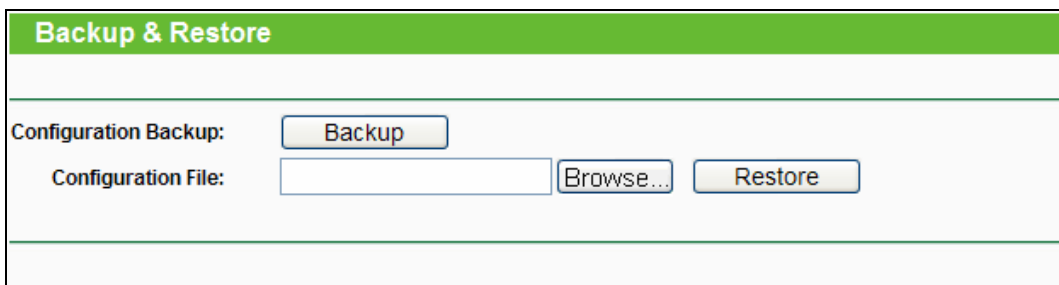 Backup & Restore
Configuration Backup: Backup
Configuration File: Browse... Restore